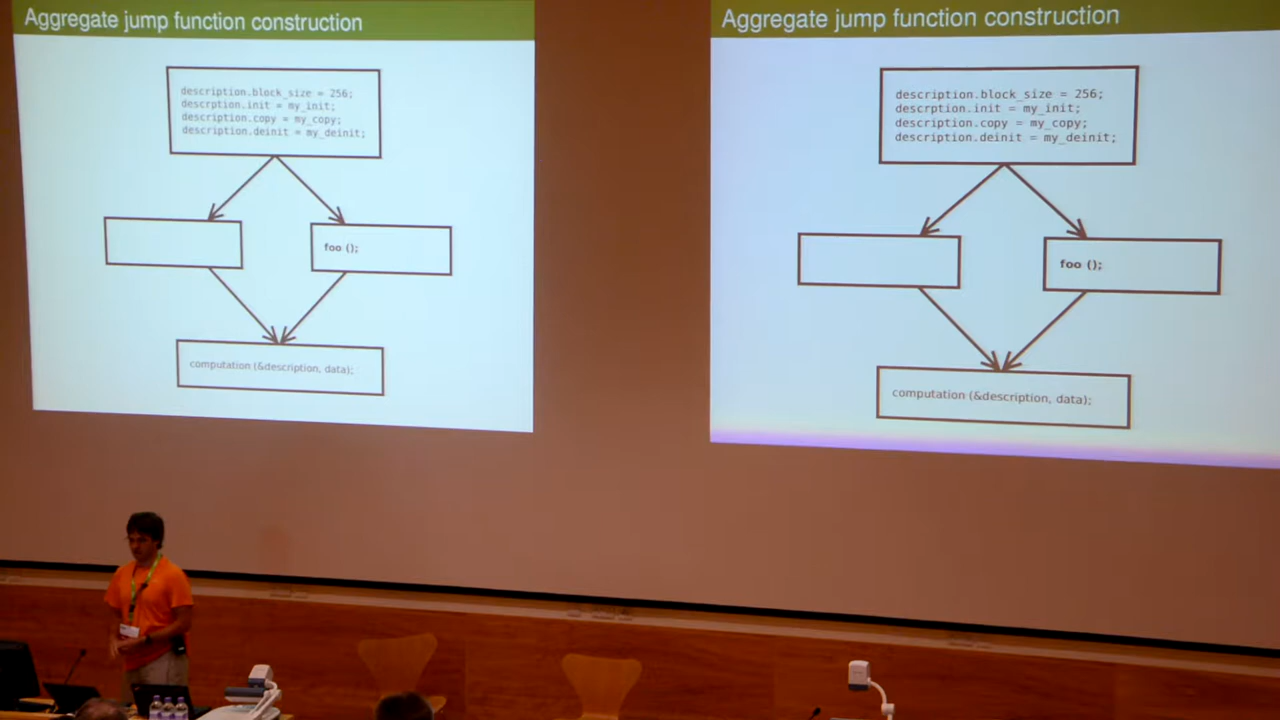 Aggregate jump function construction
description.block_size = 256;
descrption.init = my_init;
description.copy = my_copy;
description.deinit = my_deinit;
foo ();
computation (&description, data);
Aggregate jump function construction
description.block_size = 256;
descrption.init = my_init;
description.copy = my_copy;
description.deinit = my_deinit;
foo ();
computation (&description, data);